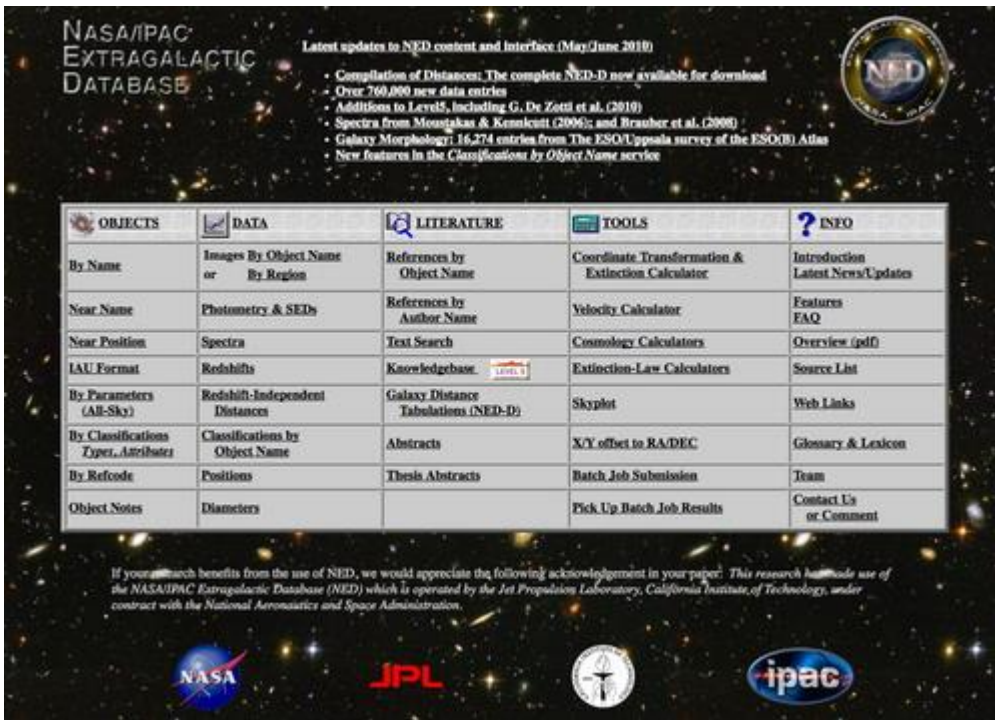 NASA/IPAC
EXTRAGALACTIC
DATABASE
Latest updates to NED content and interface (May/June 2010)
• Compilation of Distances: The complete NED-D now available for download
• Over 760,000 new data entries
• Additions to Level5, including G. De Zotti et al. (2010)
• Spectra from Moustakas & Kennicutt (2006); and Brauher et al. (2008)
• Galaxy Morphology: 16,274 entries from The ESO/Uppsala survey of the ESO(B) Atlas
• New features in the Classifications by Object Name service
NED
NASA IPAC
OBJECTS DATA LITERATURE TOOLS ? INFO
By Name
Images By Object Name
or By Region
References by
Object Name
Coordinate Transformation &
Extinction Calculator
Introduction
Latest News/Updates
Near Name
Photometry & SEDs
References by
Author Name
Velocity Calculator
Features
FAQ
Near Position
Spectra
Text Search
Cosmology Calculators
Overview (pdf)
IAU Format
Redshifts
Knowledgebase LEVEL 5
Extinction-Law Calculators
Source List
By Parameters
(All-Sky)
Redshift-Independent
Distances
Galaxy Distance
Tabulations (NED-D)
Skyplot
Web Links
By Classifications
Types, Attributes
Classifications by
Object Name
Abstracts
X/Y offset to RA/DEC
Glossary & Lexicon
By Refcode
Positions
Thesis Abstracts
Batch Job Submission
Team
Object Notes
Diameters
Pick Up Batch Job Results
Contact Us
or Comment
If your research benefits from the use of NED, we would appreciate the following acknowledgement in your paper: This research has made use of
the NASA/IPAC Extragalactic Database (NED) which is operated by the Jet Propulsion Laboratory, California Institute of Technology, under
contract with the National Aeronautics and Space Administration.
NASA
JPL
ipac